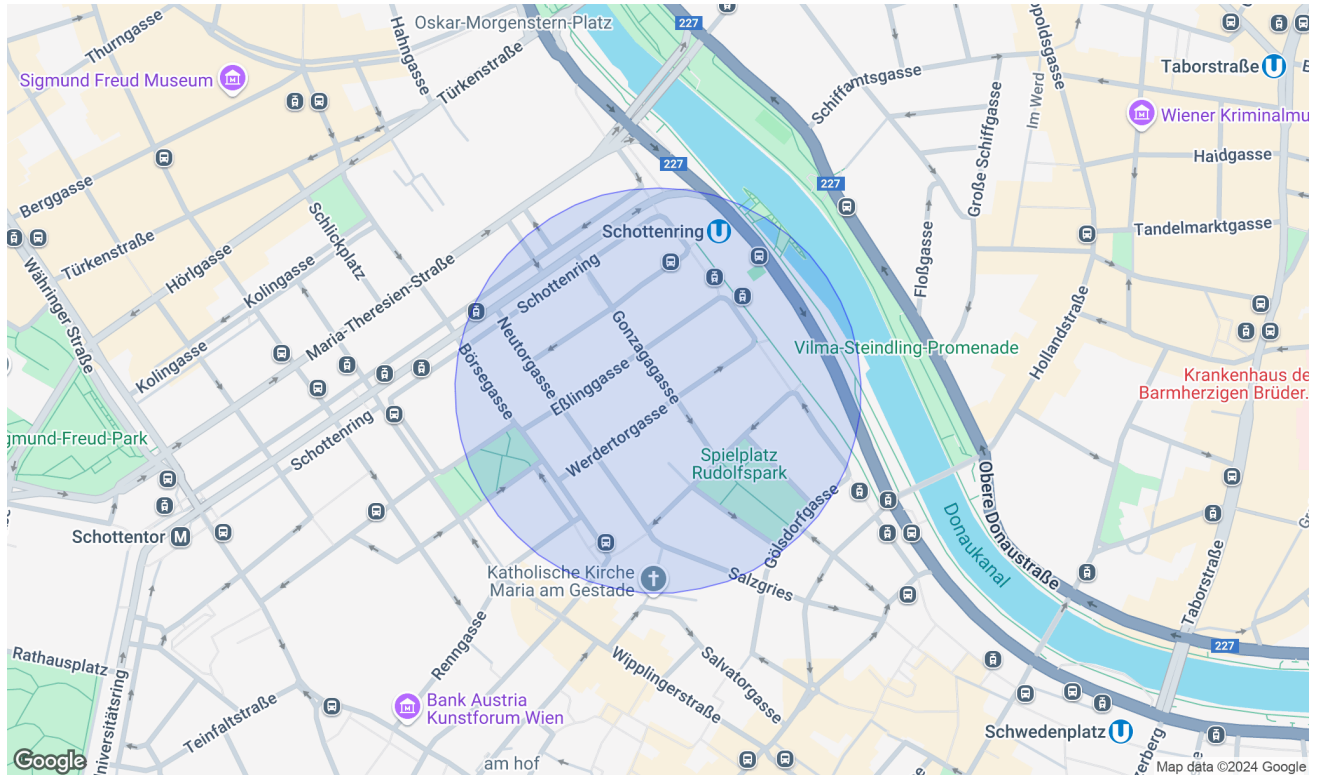 Oskar-Morgenstern-Platz
227
Thurngasse
Hahngasse
Türkenstraße
Sigmund Freud Museum
Schiffamtsgasse
Große Schiffgasse
Im Werd
Taborstraße
Wiener Kriminalmu
Haidgasse
227
227
Berggasse
Türkenstraße
Hörlgasse
Schlickplatz
Kolingasse
Maria-Theresien-Straße
Währinger Straße
Kolingasse
Schottenring
Schottenring
Tandelmarktgasse
Floßgasse
Hollandstraße
Neutorgasse
Börsegasse
Gonzagagasse
Eßlinggasse
Werdertorgasse
Vilma-Steindling-Promenade
Krankenhaus de
Barmherzigen Brüder.
gmund-Freud-Park
Schottenring
Spielplatz
Rudolfspark
Gölsdorfgasse
Obere Donaustraße
Donaukanal
Schottentor
Katholische Kirche
Maria am Gestade
Salzgries
Taborstraße
Rathausplatz
Universitätsring
Teinfaltstraße
Renngasse
Wipplingerstraße
Salvatorgasse
227
Bank Austria
Kunstforum Wien
Schwedenplatz
am hof
Google
Map data ©2024 Google